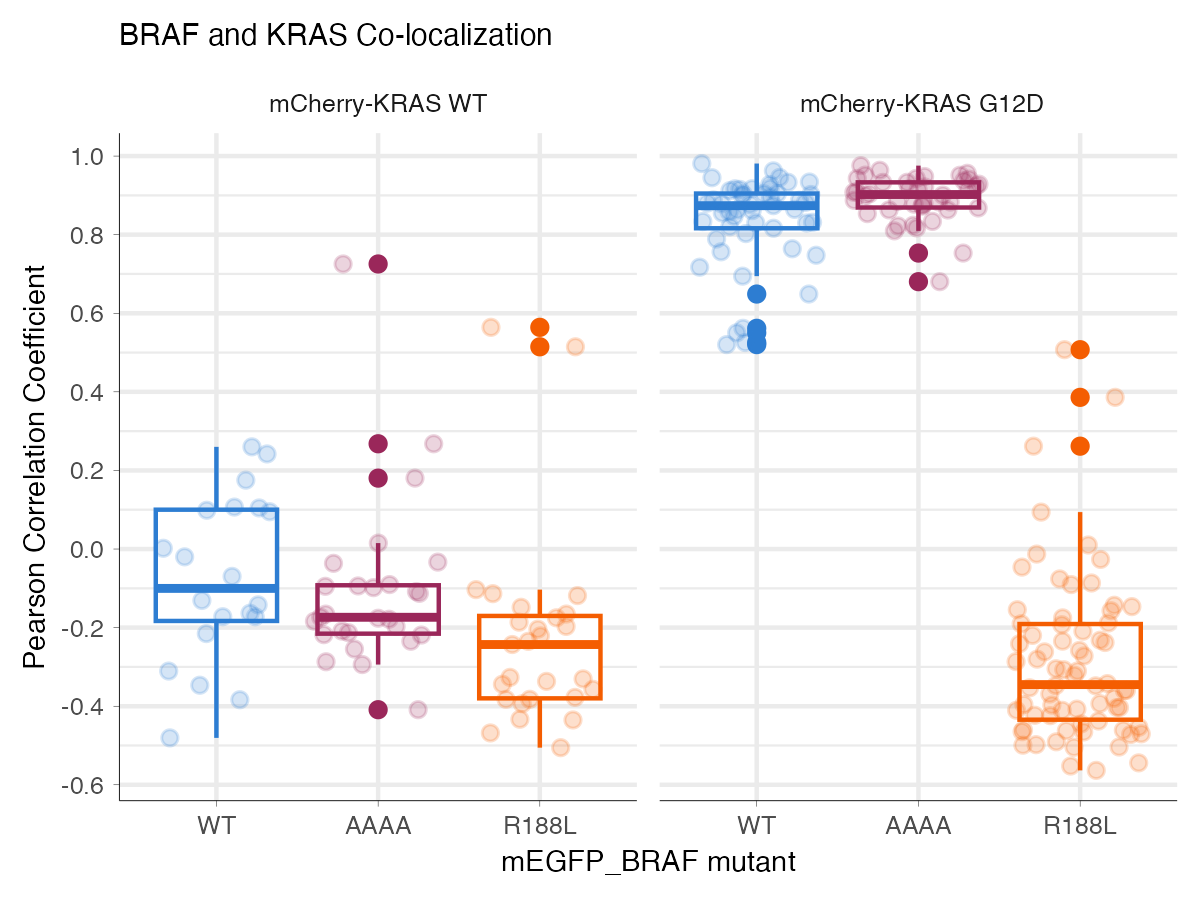 BRAF and KRAS Co-localization
mCherry-KRAS WT
mCherry-KRAS G12D
Pearson Correlation Coefficient
1.0
0.8
0.6
0.4
0.2
0.0
-0.2
-0.4
-0.6
WT
AAAA
R188L
WT
AAAA
R188L
mEGFP_BRAF mutant